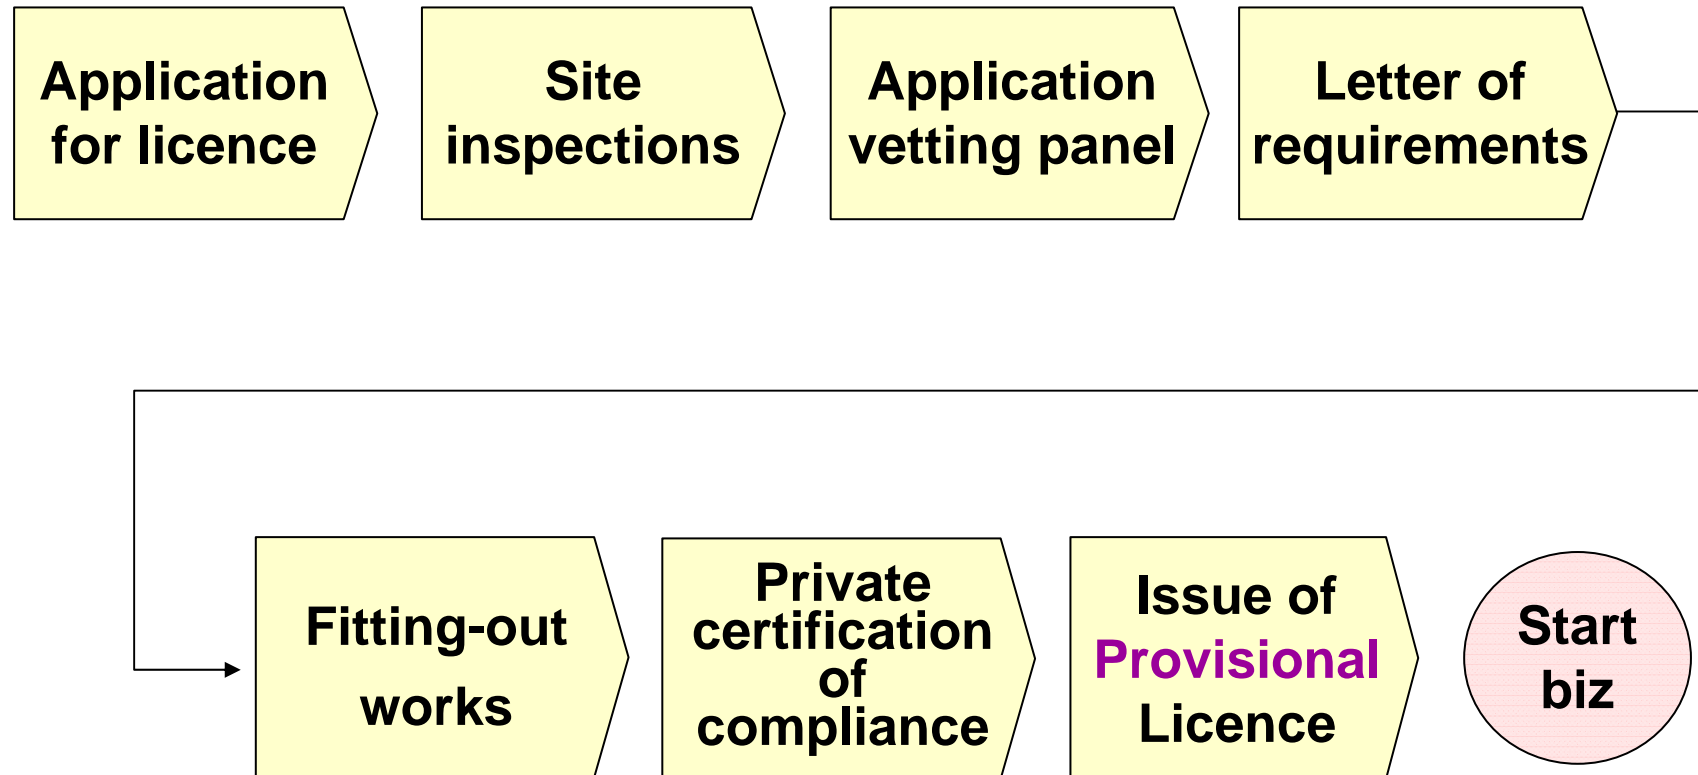 Application
for licence
Site
inspections
Application
vetting panel
Letter of
requirements
Fitting-out
works
Private
certification
of
compliance
Issue of
Provisional
Licence
Start
biz